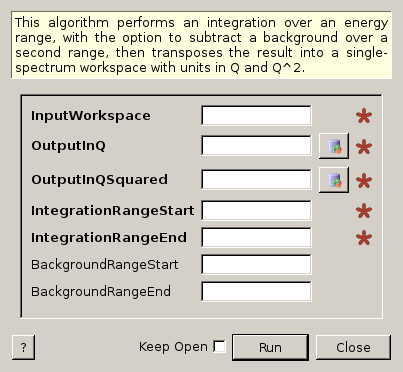 This algorithm performs an integration over an energy
range, with the option to subtract a background over a
second range, then transposes the result into a single-
spectrum workspace with units in Q and Q^2.
InputWorkspace
OutputInQ
OutputInQSquared
IntegrationRangeStart
IntegrationRangeEnd
BackgroundRangeStart
BackgroundRangeEnd
? Keep Open Run Close